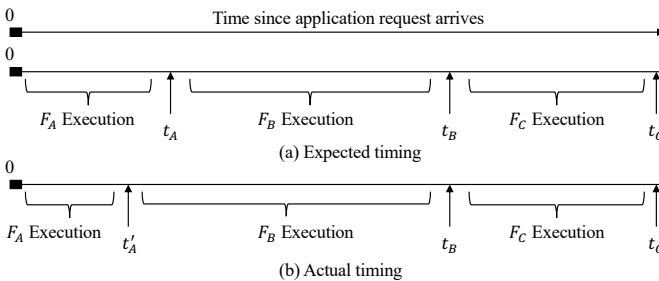 0
Time since application request arrives
0
F_A Execution
t_A
F_B Execution
t_B
F_C Execution
t_C
(a) Expected timing
0
F_A Execution
t'_A
F_B Execution
t_B
F_C Execution
t_C
(b) Actual timing